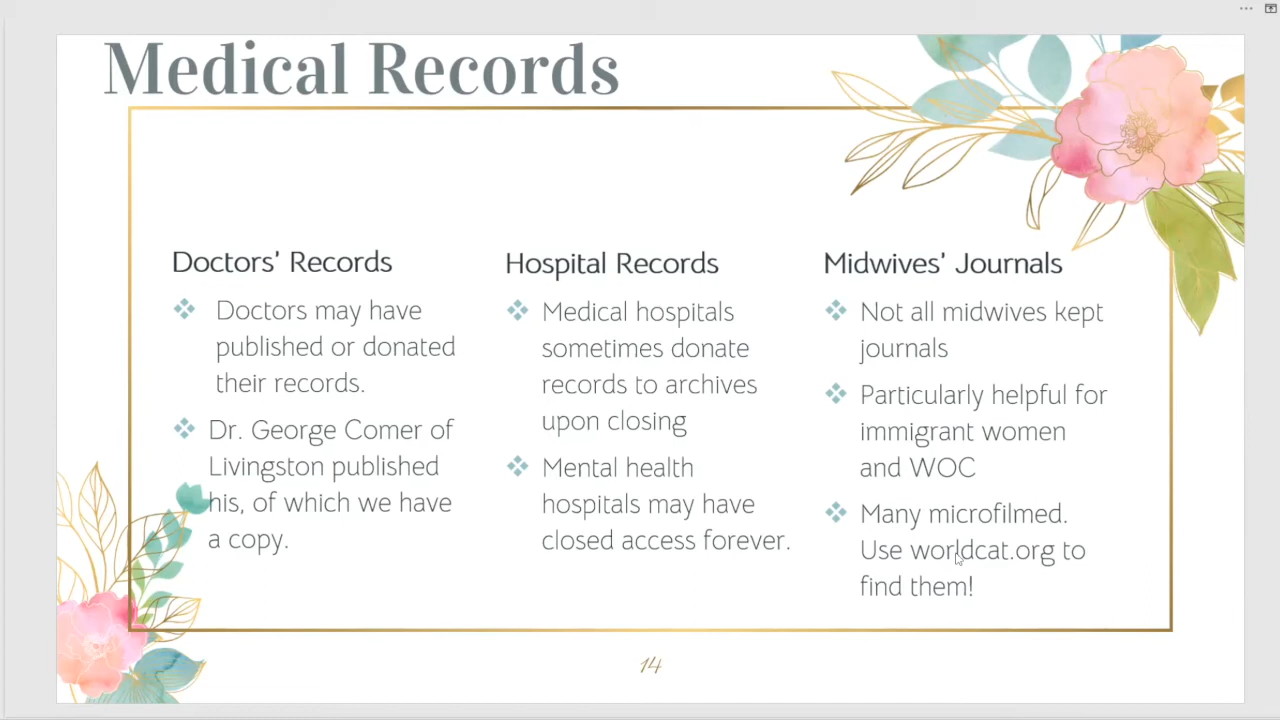 Medical Records
Doctors' Records
Doctors may have
published or donated
their records.
Dr. George Comer of
Livingston published
his, of which we have
a copy.
Hospital Records
Medical hospitals
sometimes donate
records to archives
upon closing
Mental health
hospitals may have
closed access forever.
Midwives' Journals
Not all midwives kept
journals
Particularly helpful for
immigrant women
and WOC
Many microfilmed.
Use worldcat.org to
find them!
14